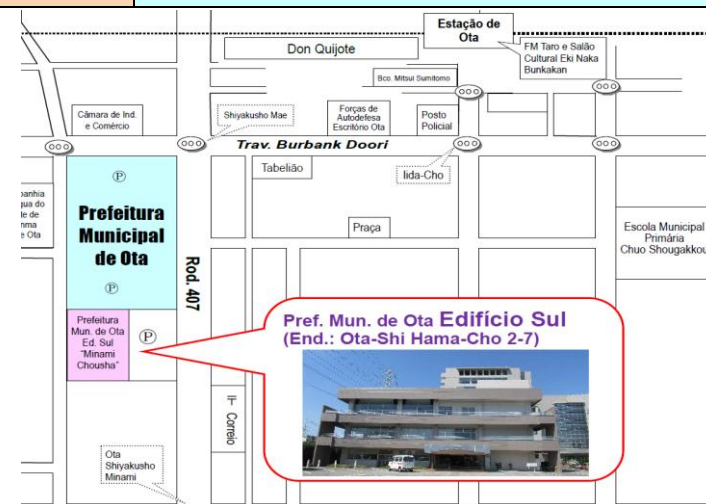 Estação de
Ota
Don Quijote
FM Taro e Salão
Cultural Eki Naka
Bunkakan
Bco. Mitsui Sumitomo
Câmara de Ind.
e Comércio
Shiyakusho Mae
Forças de
Autodefesa
Escritório Ota
Posto
Policial
Trav. Burbank Doori
Tabelião
Iida-Cho
P
Prefeitura
Municipal
de Ota
P
Praça
Escola Municipal
Primária
Chuo Shougakkou
Rod. 407
Prefeitura
Mun. de Ota
Ed. Sul
"Minami
Chousha"
P
Pref. Mun. de Ota Edifício Sul
(End.: Ota-Shi Hama-Cho 2-7)
Correio
Ota
Shiyakusho
Minami